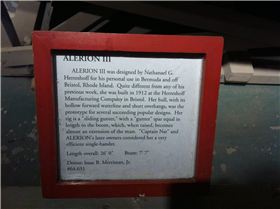 ALERION III
ALERION III was designed by Nathanael G.
Herreshoff for his personal use in Bermuda and off
Bristol, Rhode Island. Quite different from any of his
previous work, she was built in 1912 at the Herreshoff
Manufacturing Company in Bristol. Her hull, with its
hollow forward waterline and short overhangs, was the
prototype for several succeeding popular designs. Her
rig is a "sliding gunter," with a "gunter" spar equal in
length to the boom, which, when raised, becomes
almost an extension of the mast. "Captain Nat" and
ALERION's later owners considered her a very
efficient single-hander.
Length overall: 26' 0" Beam: 7' 7"
Donor: Isaac B. Merriman, Jr.
#64.631